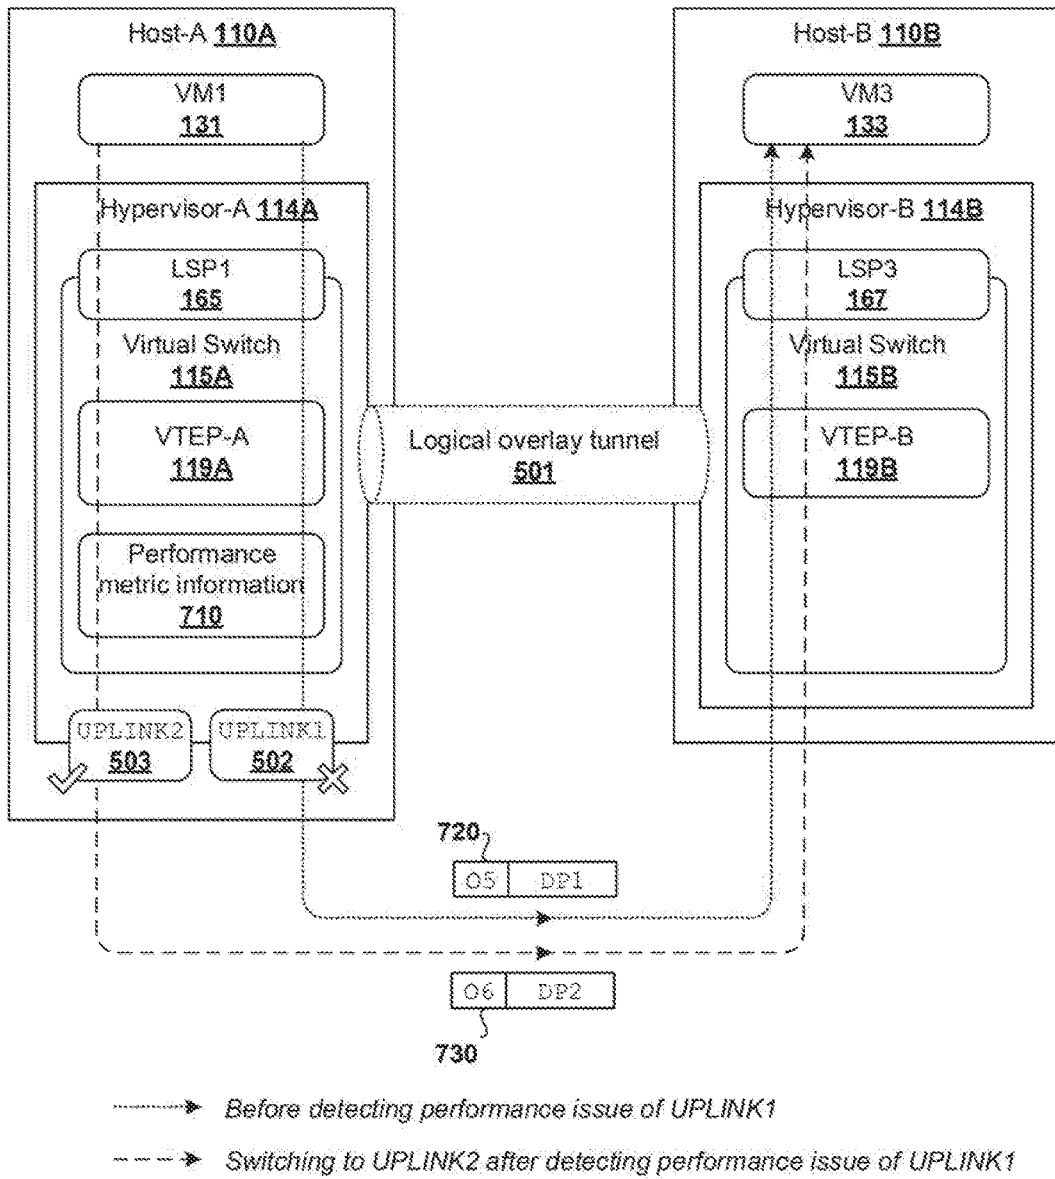 Host-A 110A
VM1
131
Hypervisor-A 114A
LSP1
165
Virtual Switch
115A
VTEP-A
119A
Performance
metric information
710
UPLINK2
503
UPLINK1
502
Logical overlay tunnel
501
Host-B 110B
VM3
133
Hypervisor-B 114B
LSP3
167
Virtual Switch
115B
VTEP-B
119B
720
O5 DP1
O6 DP2
730
Before detecting performance issue of UPLINK1
Switching to UPLINK2 after detecting performance issue of UPLINK1